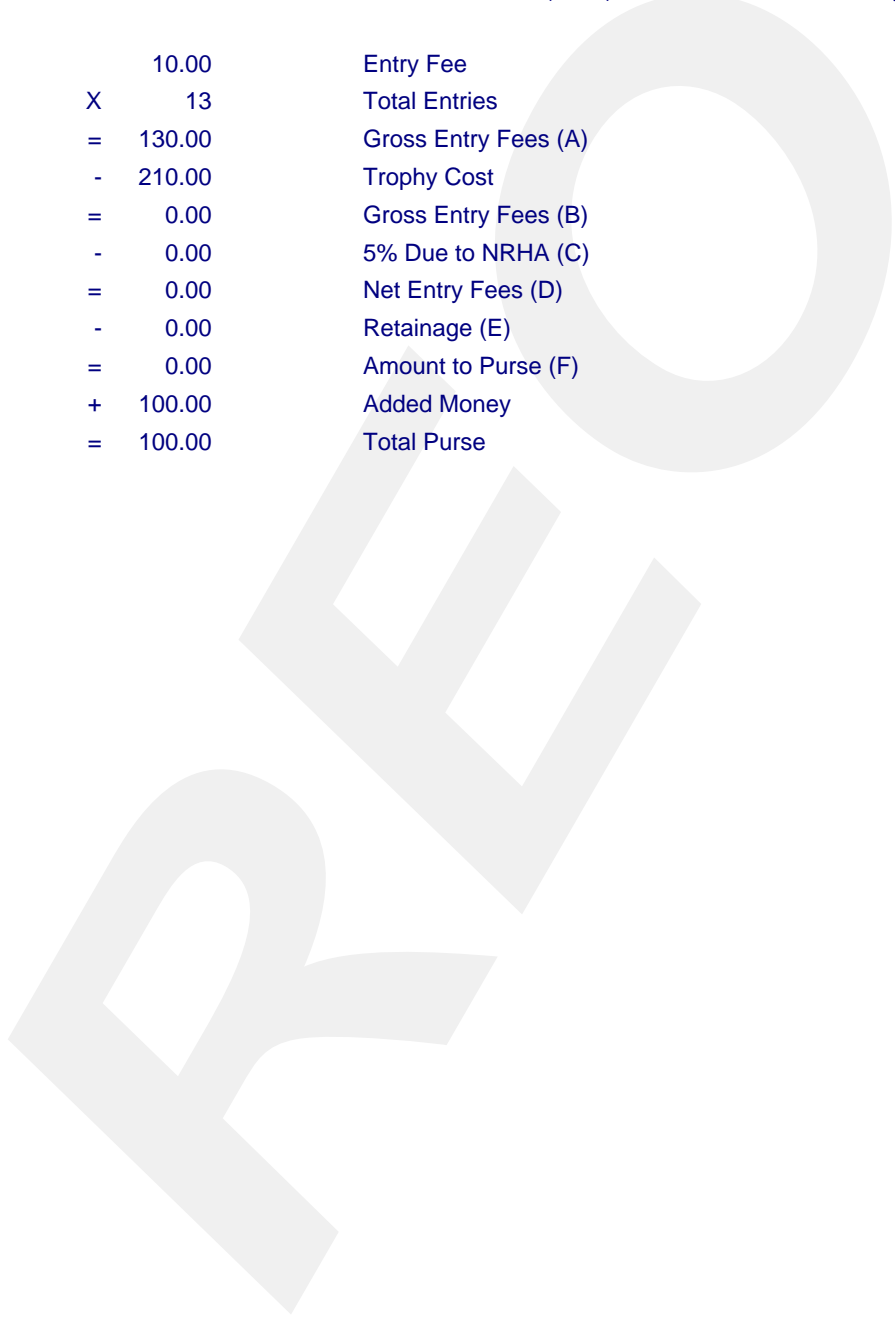 10.00 Entry Fee
X 13 Total Entries
= 130.00 Gross Entry Fees (A)
- 210.00 Trophy Cost
= 0.00 Gross Entry Fees (B)
- 0.00 5% Due to NRHA (C)
= 0.00 Net Entry Fees (D)
- 0.00 Retainage (E)
= 0.00 Amount to Purse (F)
+ 100.00 Added Money
= 100.00 Total Purse
REO